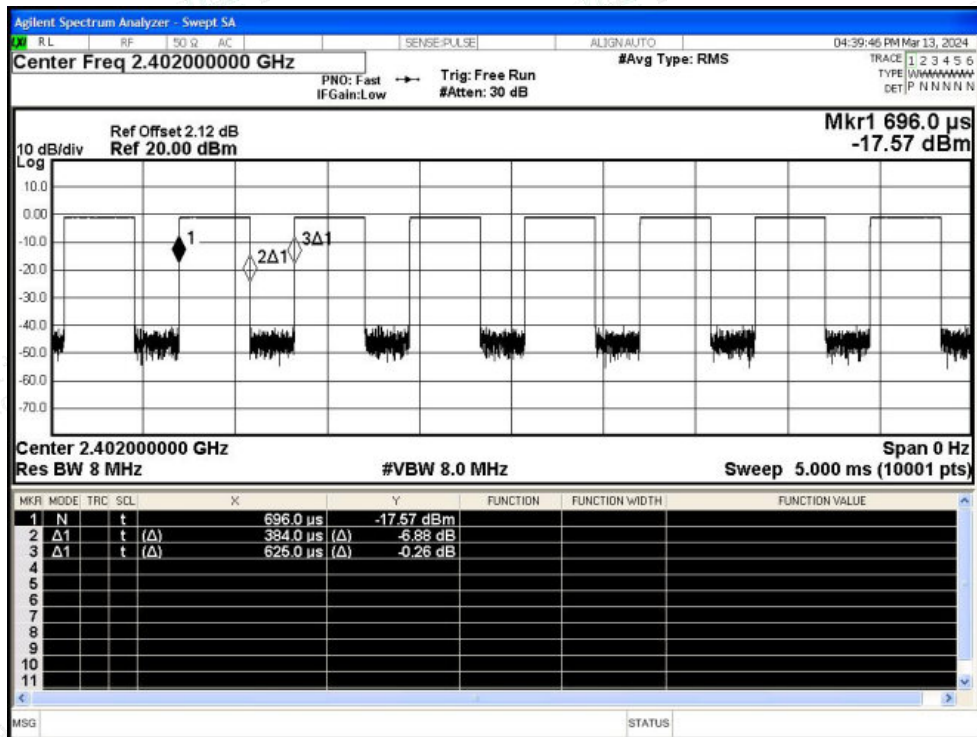 Agilent Spectrum Analyzer - Swept SA
LXI RL RF 50 Ω AC SENSE:PULSE ALIGNAUTO 04:39:46 PM Mar 13, 2024
Center Freq 2.402000000 GHz #Avg Type: RMS TRACE 1 2 3 4 5 6
PNO: Fast Trig: Free Run TYPE
IFGain:Low #Atten: 30 dB DET P N N N N N
Mkr1 696.0 µs
Ref Offset 2.12 dB
-17.57 dBm
10 dB/div Ref 20.00 dBm
Log
10.0
0.00
1 3Δ1
-10.0
2Δ1
-20.0
-30.0
-40.0
-50.0
-60.0
-70.0
Center 2.402000000 GHz Span 0 Hz
Res BW 8 MHz #VBW 8.0 MHz Sweep 5.000 ms (10001 pts)
MKR MODE TRC SCL X Y FUNCTION FUNCTION WIDTH FUNCTION VALUE
1 N t 696.0 µs -17.57 dBm
2 Δ1 t (Δ) 384.0 µs (Δ) -6.88 dB
3 Δ1 t (Δ) 625.0 µs (Δ) -0.26 dB
4
5
6
7
8
9
10
11
MSG STATUS